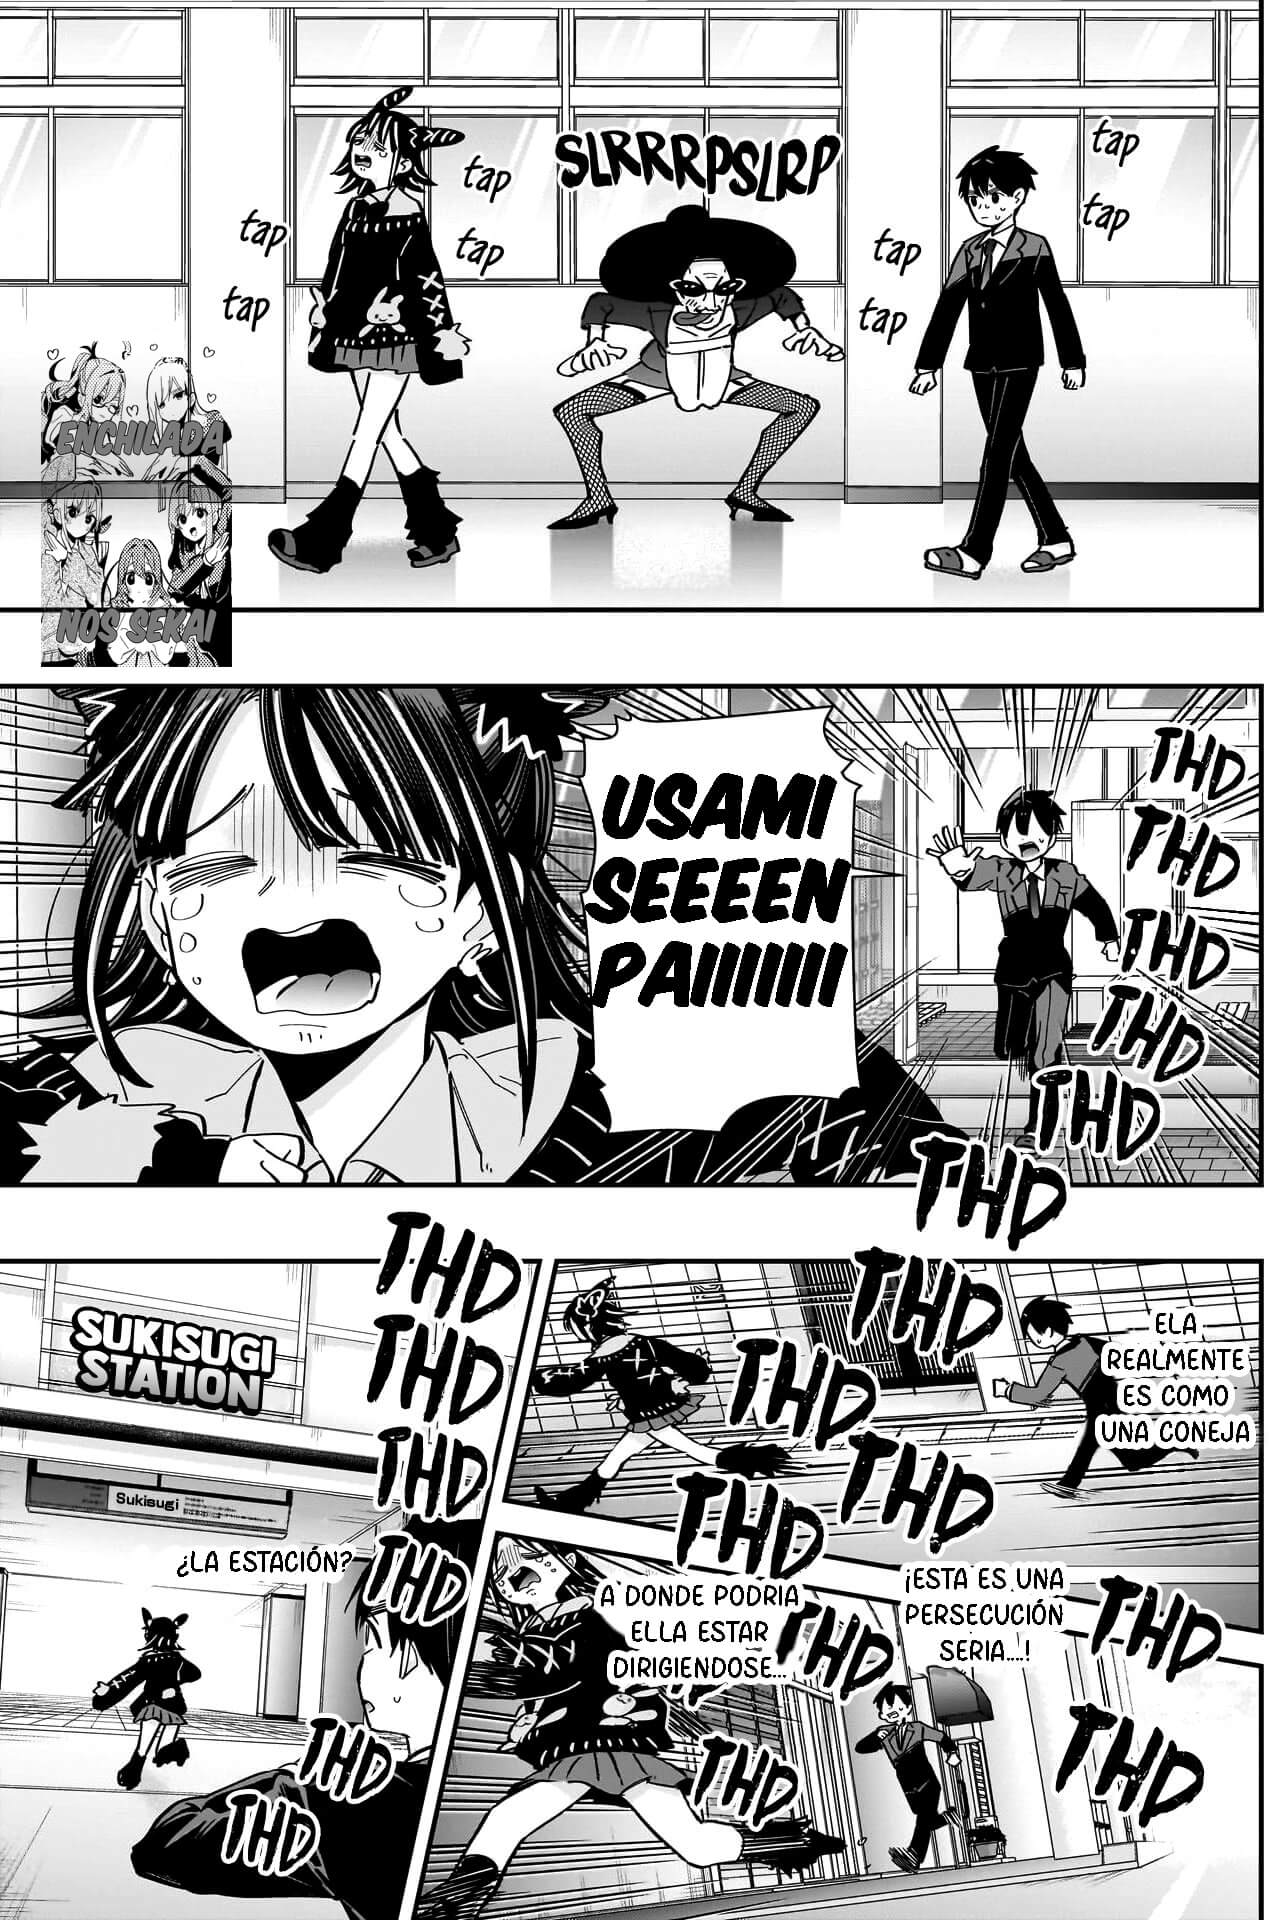 tap
tap
SLRRRPSLRP
tap
tap
tap
tap
tap
tap
ENCHILADA
NOS SEKAI
USAMI
SEEEEN
PAIIIIIII
THD
THD
THD
THD
THD
THD
THD
THD
THD
THD
ELA
REALMENTE
ES COMO
UNA CONEJA
¡ESTA ES UNA
PERSECUCIÓN
SERIA....!
A DONDE PODRIA
ELLA ESTAR
DIRIGIENDOSE...
THD
THD
THD
THD
SUKISUGI
STATION
Sukisugi
¿LA ESTACIÓN?
THD
THD
THD
THD
THD
THD